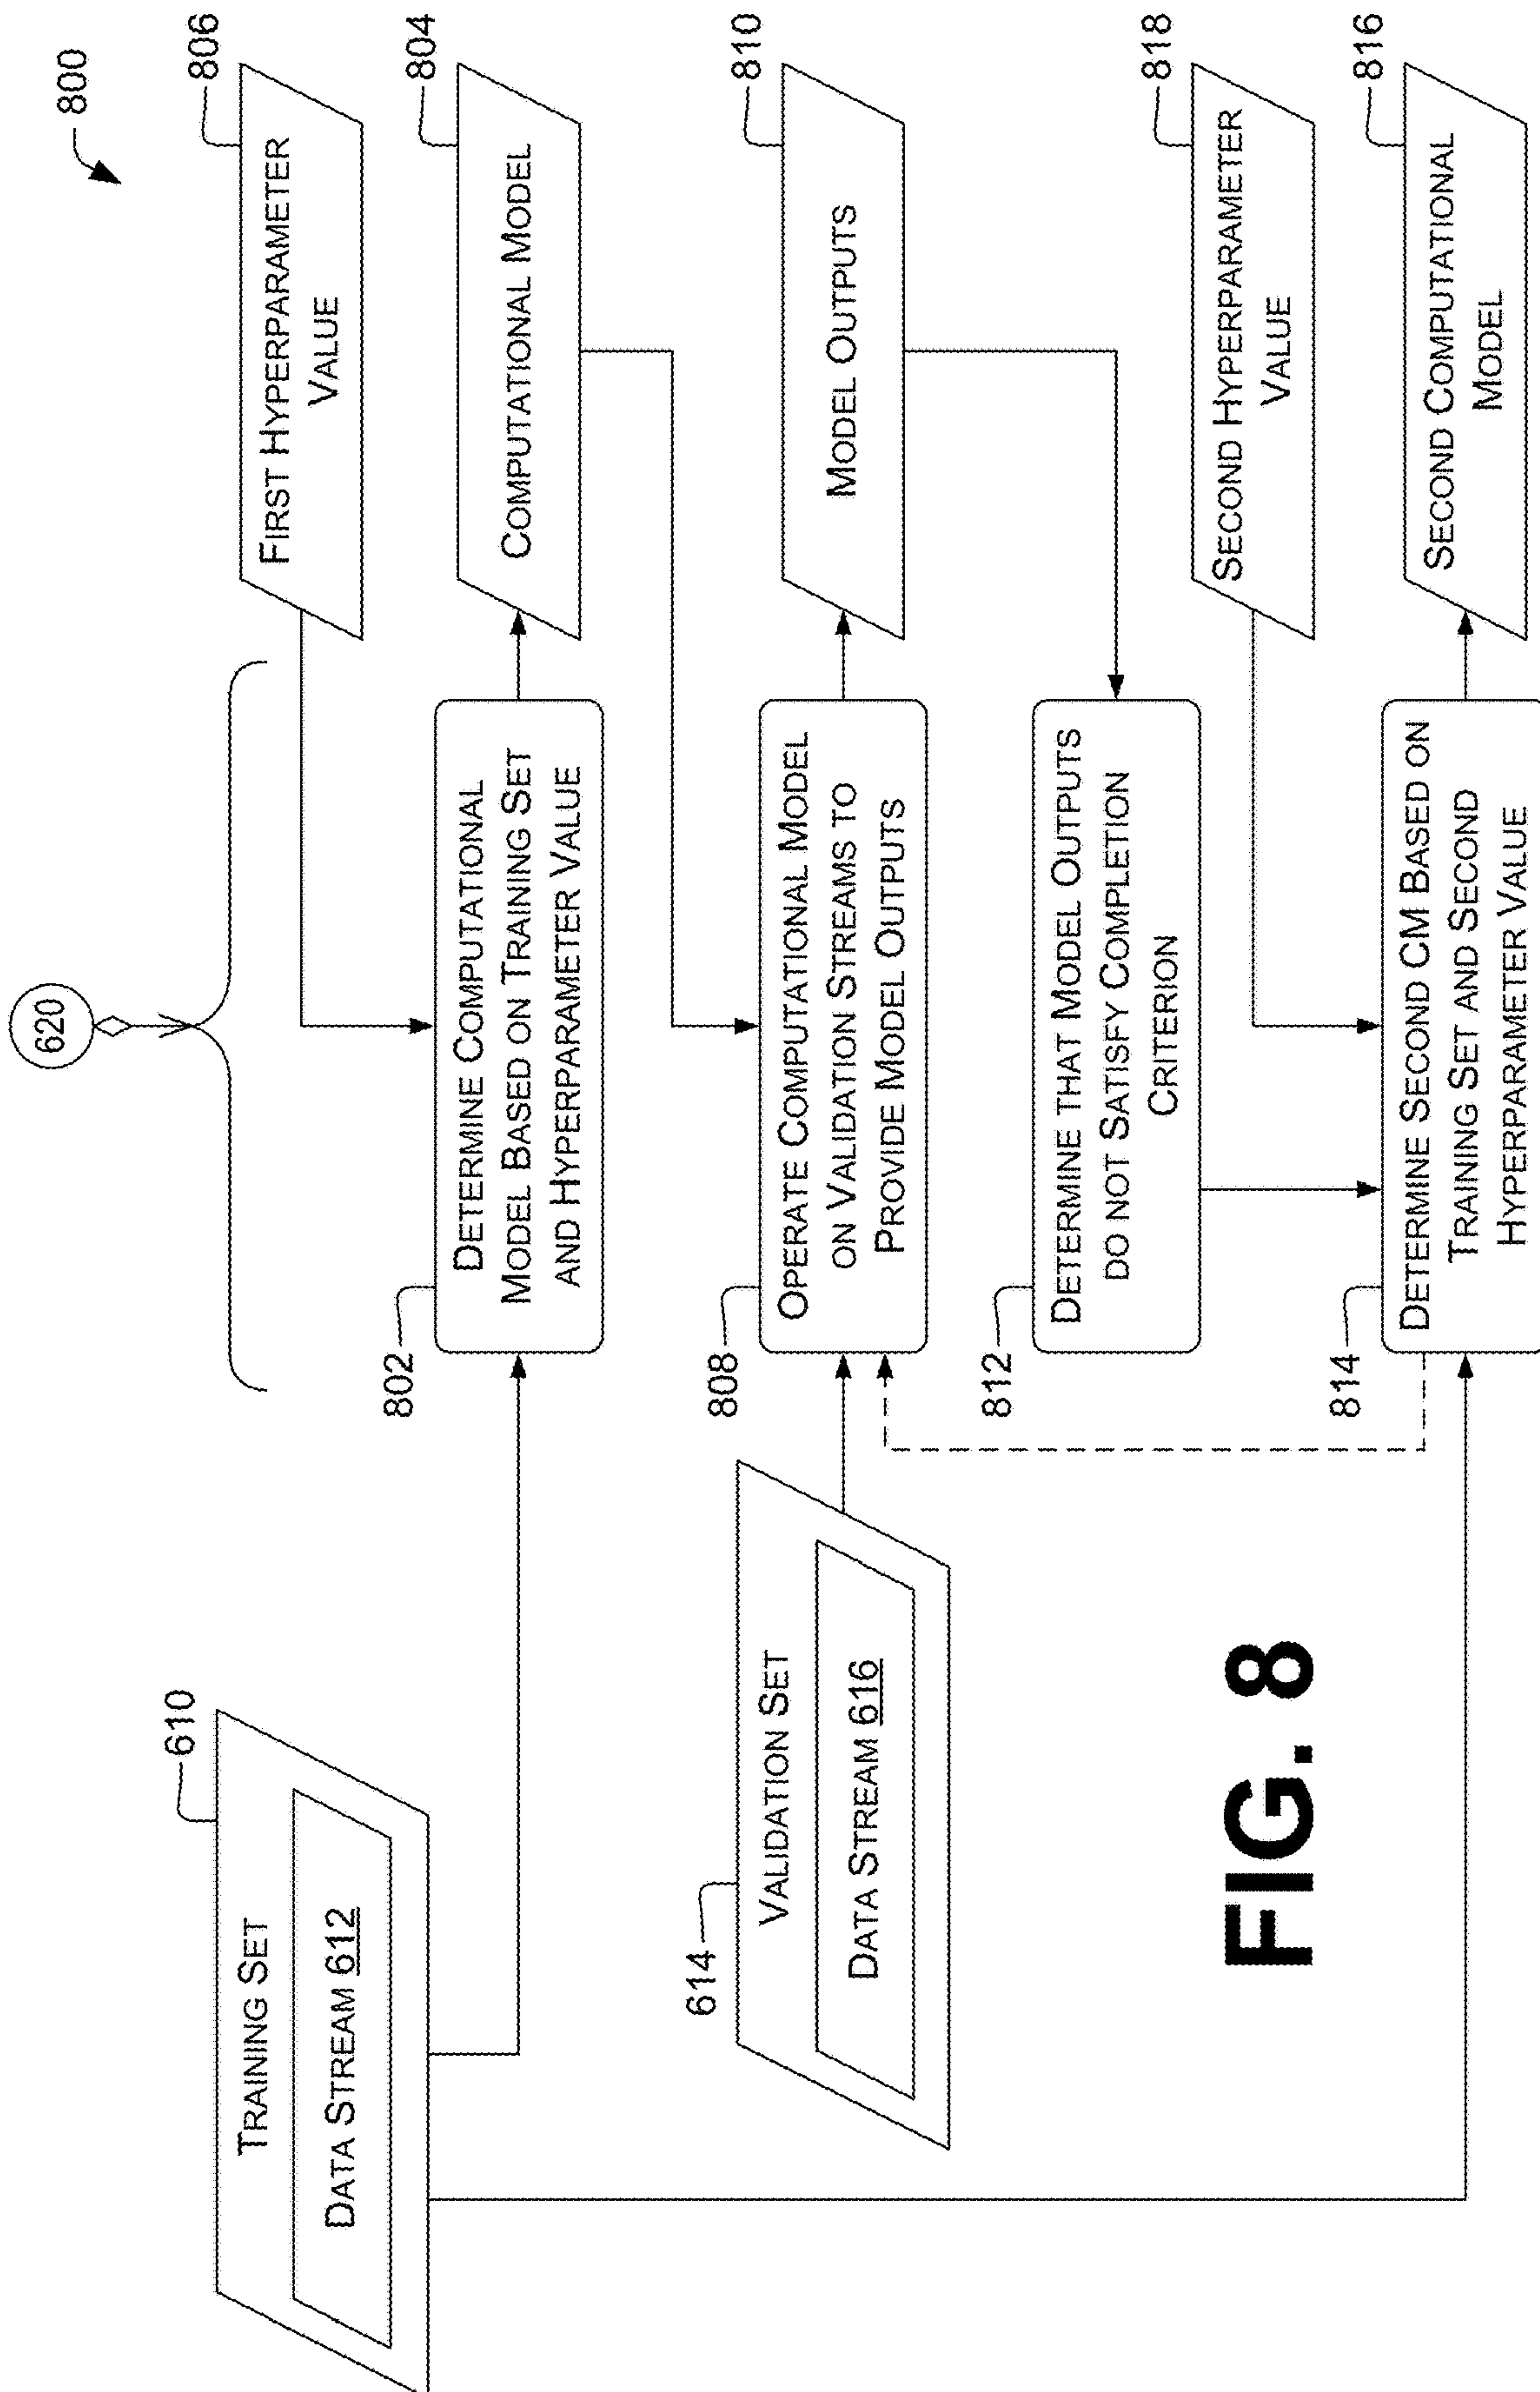 800
620
806
FIRST HYPERPARAMETER
VALUE
610
TRAINING SET
DATA STREAM 612
802
DETERMINE COMPUTATIONAL
MODEL BASED ON TRAINING SET
AND HYPERPARAMETER VALUE
804
COMPUTATIONAL MODEL
614
VALIDATION SET
DATA STREAM 616
808
OPERATE COMPUTATIONAL MODEL
ON VALIDATION STREAMS TO
PROVIDE MODEL OUTPUTS
810
MODEL OUTPUTS
812
DETERMINE THAT MODEL OUTPUTS
DO NOT SATISFY COMPLETION
CRITERION
818
SECOND HYPERPARAMETER
VALUE
814
DETERMINE SECOND CM BASED ON
TRAINING SET AND SECOND
HYPERPARAMETER VALUE
816
SECOND COMPUTATIONAL
MODEL
FIG. 8